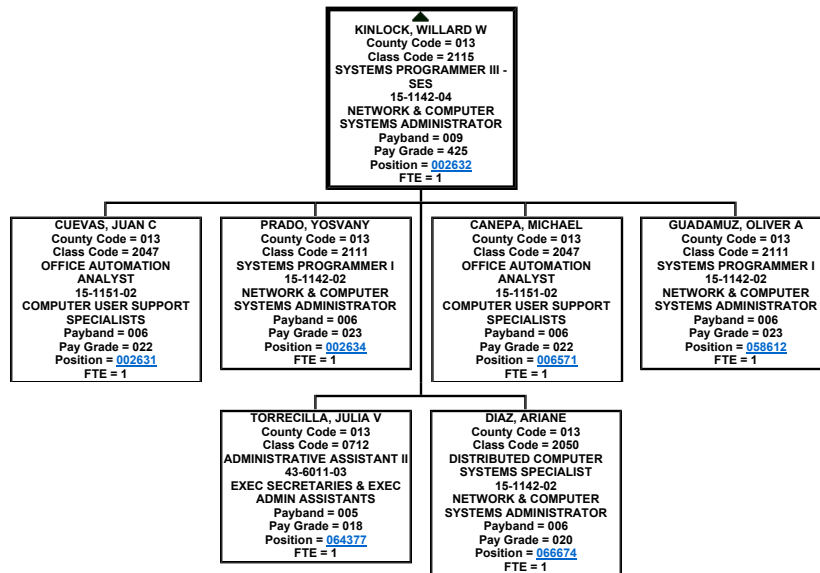 KINLOCK, WILLARD W
County Code = 013
Class Code = 2115
SYSTEMS PROGRAMMER III -
SES
15-1142-04
NETWORK & COMPUTER
SYSTEMS ADMINISTRATOR
Payband = 009
Pay Grade = 425
Position = 002632
FTE = 1
CUEVAS, JUAN C
County Code = 013
Class Code = 2047
OFFICE AUTOMATION
ANALYST
15-1151-02
COMPUTER USER SUPPORT
SPECIALISTS
Payband = 006
Pay Grade = 022
Position = 002631
FTE = 1
PRADO, YOSVANY
County Code = 013
Class Code = 2111
SYSTEMS PROGRAMMER I
15-1142-02
NETWORK & COMPUTER
SYSTEMS ADMINISTRATOR
Payband = 006
Pay Grade = 023
Position = 002634
FTE = 1
CANEPA, MICHAEL
County Code = 013
Class Code = 2047
OFFICE AUTOMATION
ANALYST
15-1151-02
COMPUTER USER SUPPORT
SPECIALISTS
Payband = 006
Pay Grade = 022
Position = 006571
FTE = 1
GUADAMUZ, OLIVER A
County Code = 013
Class Code = 2111
SYSTEMS PROGRAMMER I
15-1142-02
NETWORK & COMPUTER
SYSTEMS ADMINISTRATOR
Payband = 006
Pay Grade = 023
Position = 058612
FTE = 1
TORRECILLA, JULIA V
County Code = 013
Class Code = 0712
ADMINISTRATIVE ASSISTANT II
43-6011-03
EXEC SECRETARIES & EXEC
ADMIN ASSISTANTS
Payband = 005
Pay Grade = 018
Position = 064377
FTE = 1
DIAZ, ARIANE
County Code = 013
Class Code = 2050
DISTRIBUTED COMPUTER
SYSTEMS SPECIALIST
15-1142-02
NETWORK & COMPUTER
SYSTEMS ADMINISTRATOR
Payband = 006
Pay Grade = 020
Position = 066674
FTE = 1